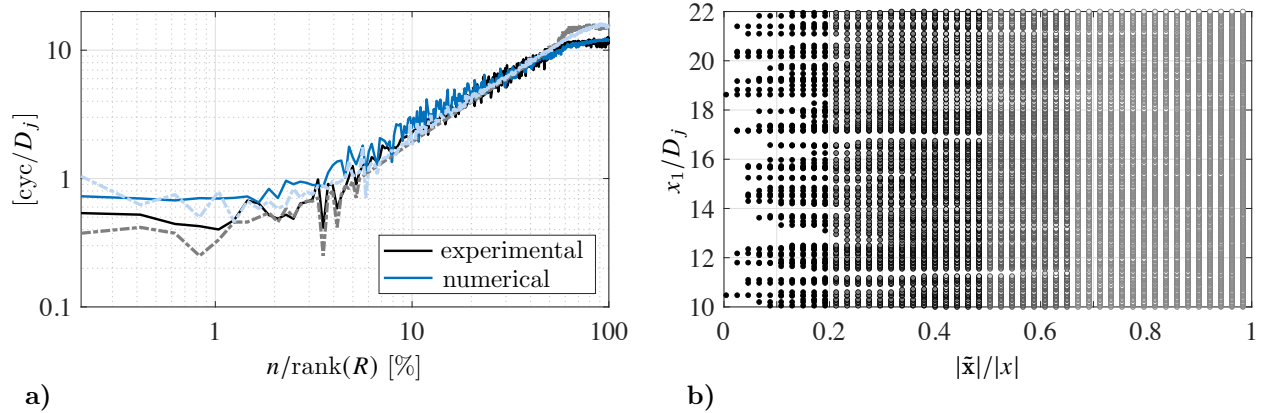 10
1
0.1
[cyc/D_j]
1
10
100
n/rank(R) [%]
experimental
numerical
a)
22
20
18
16
14
12
10
x_1/D_j
0
0.2
0.4
0.6
0.8
1
|x̃|/|x|
b)